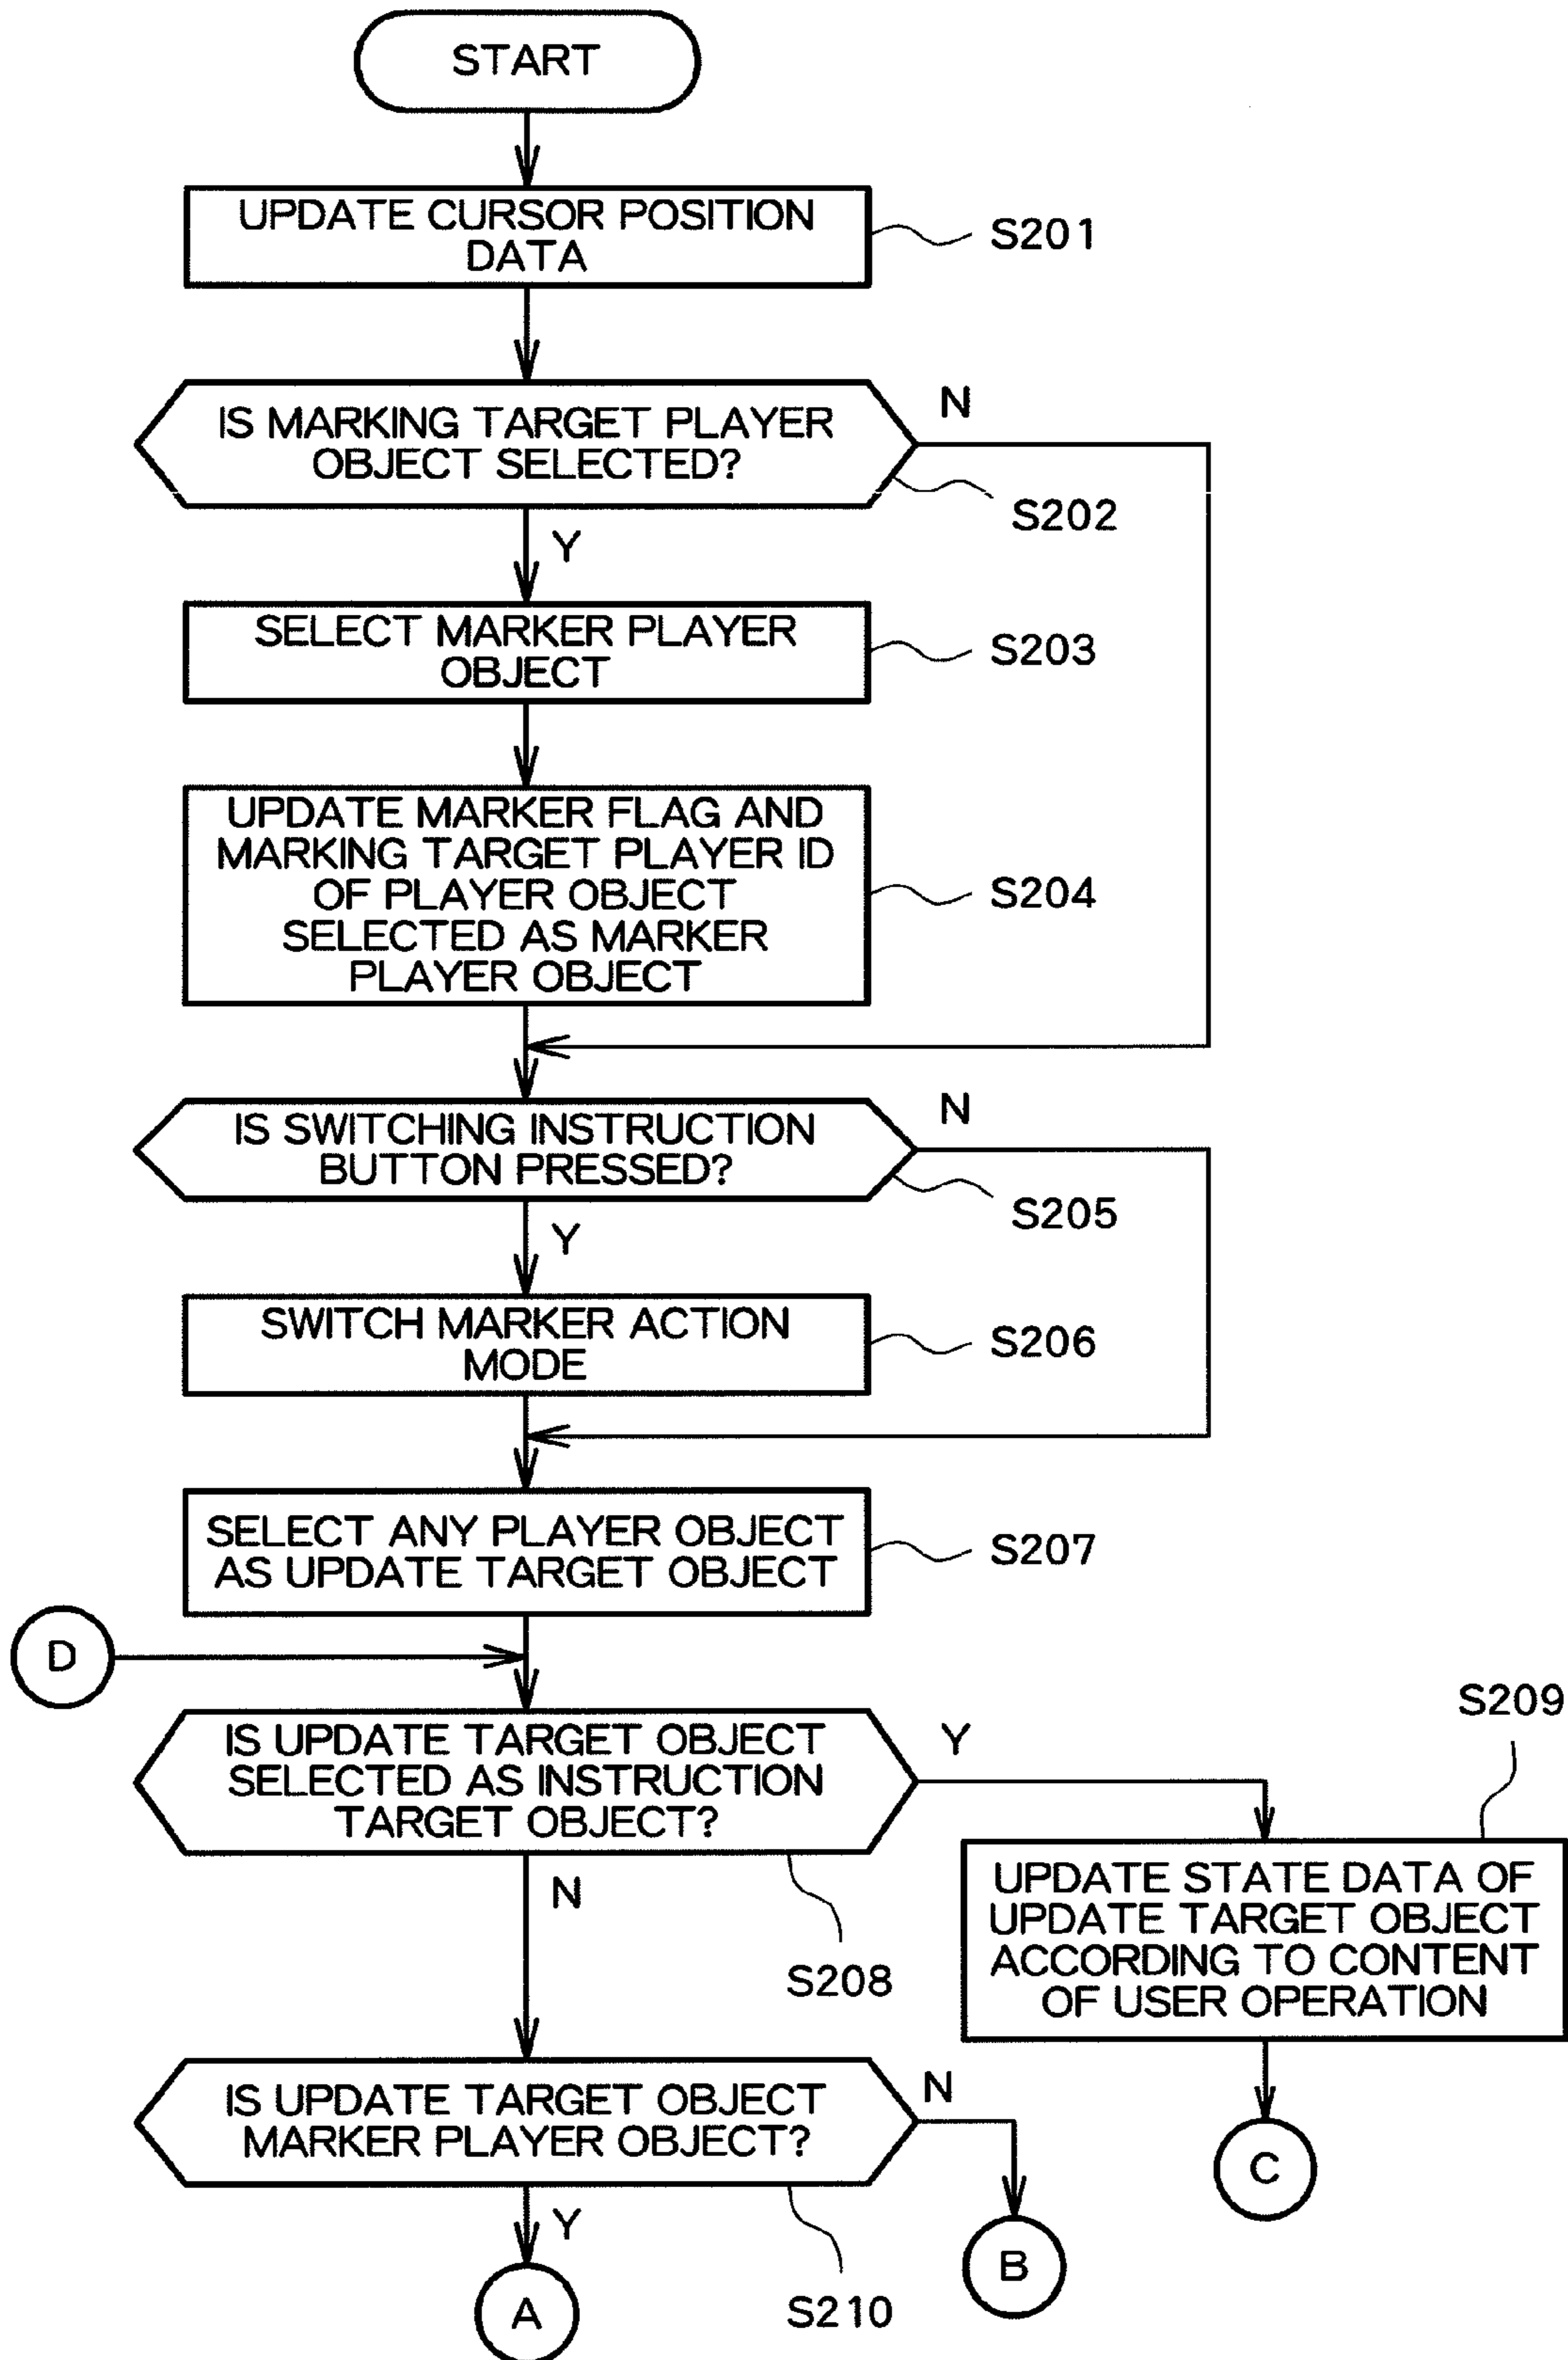 START
UPDATE CURSOR POSITION
DATA
S201
IS MARKING TARGET PLAYER
OBJECT SELECTED?
N
S202
Y
SELECT MARKER PLAYER
OBJECT
S203
UPDATE MARKER FLAG AND
MARKING TARGET PLAYER ID
OF PLAYER OBJECT
SELECTED AS MARKER
PLAYER OBJECT
S204
IS SWITCHING INSTRUCTION
BUTTON PRESSED?
N
S205
Y
SWITCH MARKER ACTION
MODE
S206
SELECT ANY PLAYER OBJECT
AS UPDATE TARGET OBJECT
S207
D
IS UPDATE TARGET OBJECT
SELECTED AS INSTRUCTION
TARGET OBJECT?
Y
S209
N
S208
UPDATE STATE DATA OF
UPDATE TARGET OBJECT
ACCORDING TO CONTENT
OF USER OPERATION
IS UPDATE TARGET OBJECT
MARKER PLAYER OBJECT?
N
C
Y
S210
B
A